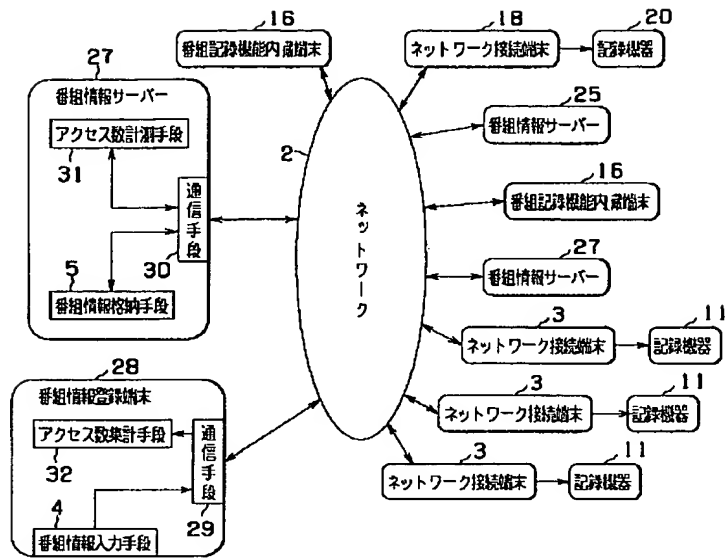 16
番組記録機能内蔵端末
18
ネットワーク接続端末
20
記録機器
27
番組情報サーバー
アクセス数計測手段
31
通信手段
30
5
番組情報格納手段
2
ネットワーク
25
番組情報サーバー
16
番組記録機能内蔵端末
27
番組情報サーバー
3
ネットワーク接続端末
11
記録機器
3
ネットワーク接続端末
11
記録機器
3
ネットワーク接続端末
11
記録機器
28
番組情報登録端末
アクセス数集計手段
32
通信手段
29
4
番組情報入力手段